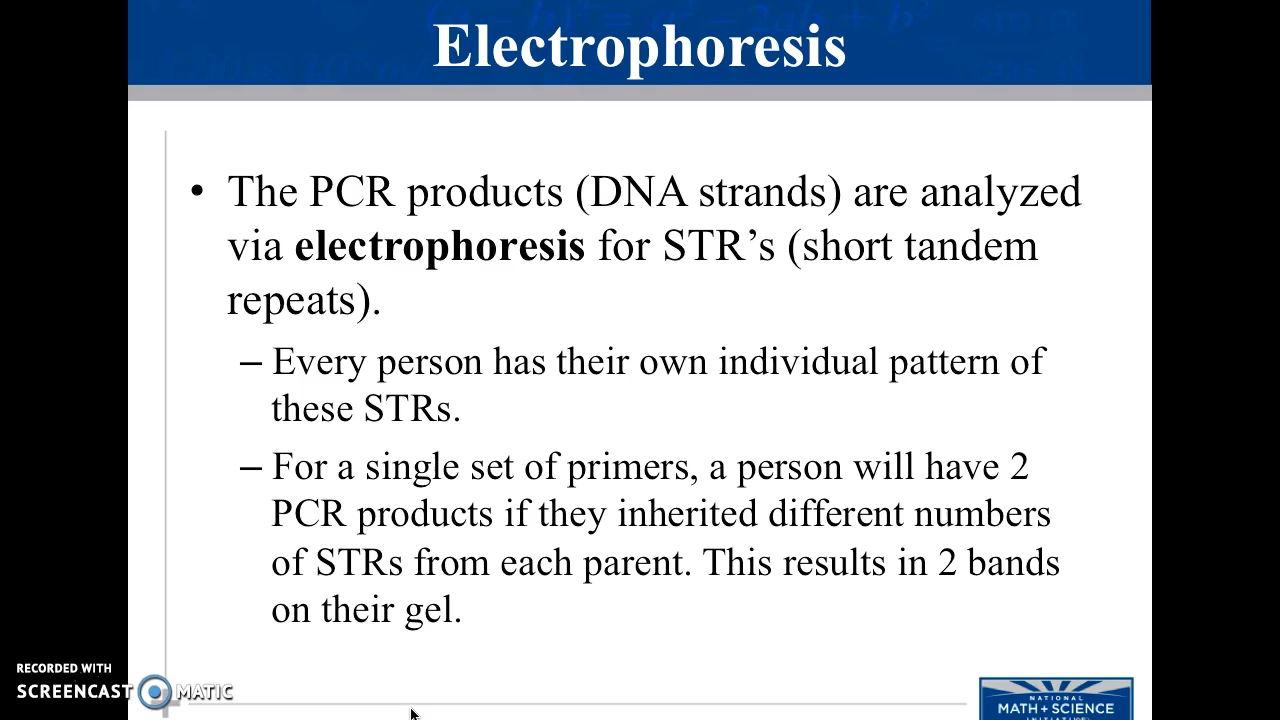 Electrophoresis
• The PCR products (DNA strands) are analyzed
via electrophoresis for STR’s (short tandem
repeats).
– Every person has their own individual pattern of
these STRs.
– For a single set of primers, a person will have 2
PCR products if they inherited different numbers
of STRs from each parent. This results in 2 bands
on their gel.
RECORDED WITH
SCREENCAST MATIC
NATIONAL
MATH + SCIENCE